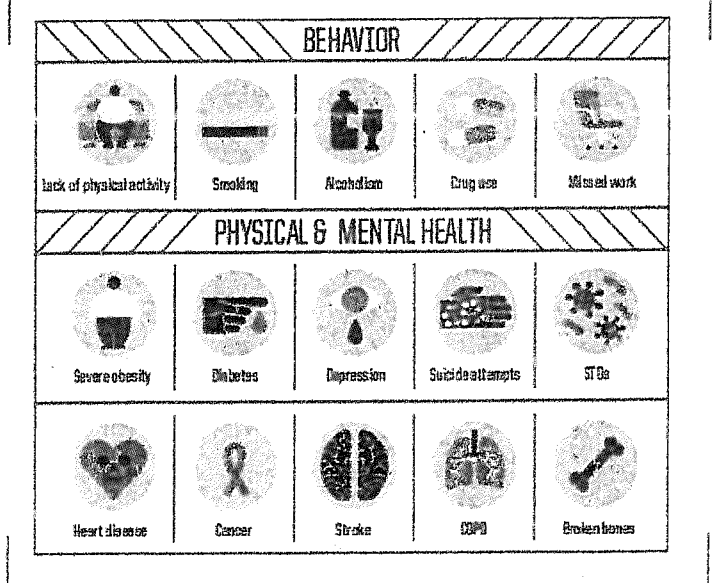 BEHAVIOR
Lack of physical activity
Smoking
Alcoholism
Drug use
Missed work
PHYSICAL & MENTAL HEALTH
Severe obesity
Diabetes
Depression
Suicide attempts
STDs
Heart disease
Cancer
Stroke
COPD
Broken bones